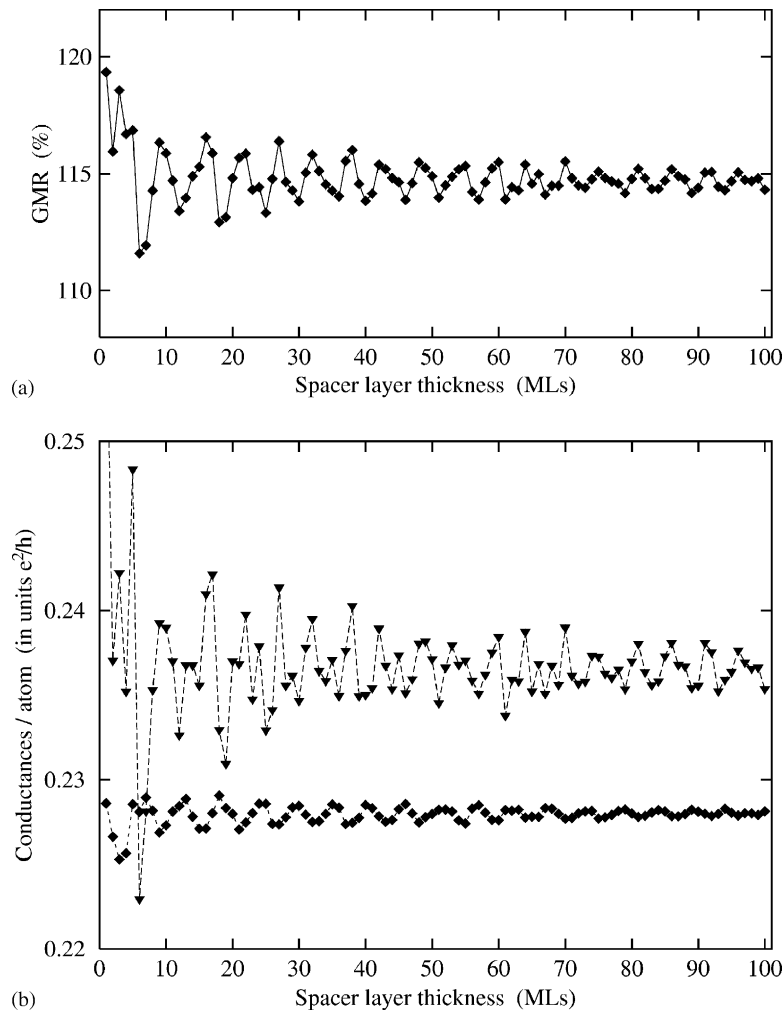 120
115
110
GMR (%)
0 10 20 30 40 50 60 70 80 90 100
(a) Spacer layer thickness (MLs)
0.25
0.24
0.23
0.22
Conductances / atom (in units e²/h)
0 10 20 30 40 50 60 70 80 90 100
(b) Spacer layer thickness (MLs)